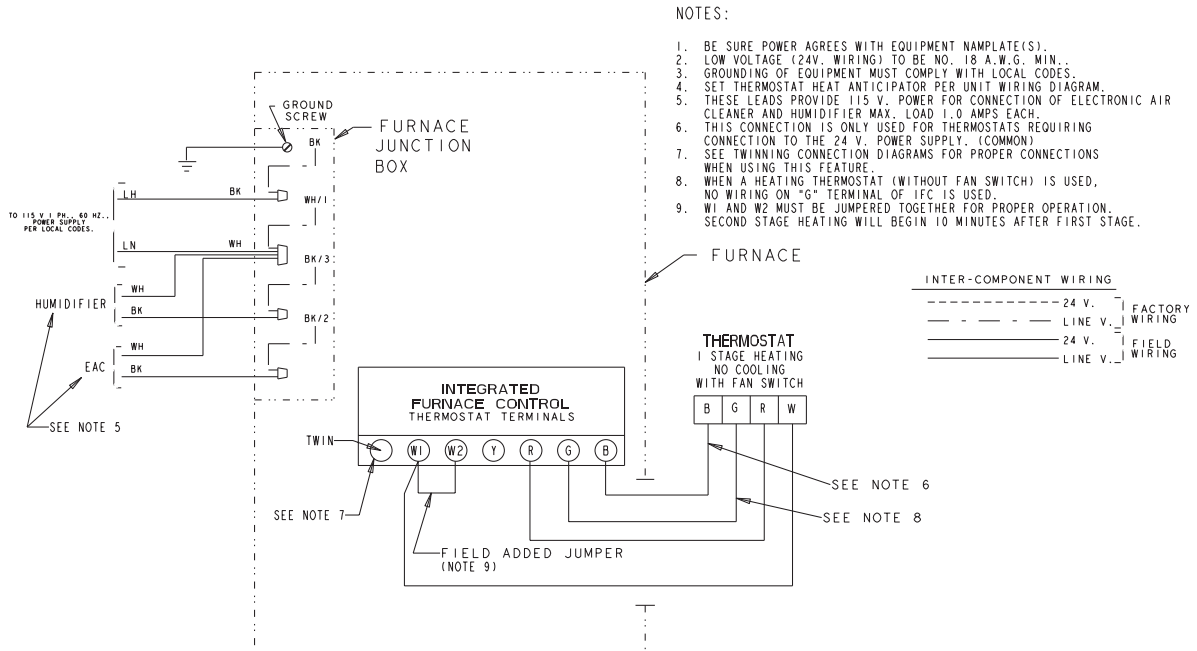 NOTES:
1. BE SURE POWER AGREES WITH EQUIPMENT NAMPLATE(S).
2. LOW VOLTAGE (24V. WIRING) TO BE NO. 18 A.W.G. MIN..
3. GROUNDING OF EQUIPMENT MUST COMPLY WITH LOCAL CODES.
4. SET THERMOSTAT HEAT ANTICIPATOR PER UNIT WIRING DIAGRAM.
5. THESE LEADS PROVIDE 115 V. POWER FOR CONNECTION OF ELECTRONIC AIR
CLEANER AND HUMIDIFIER MAX. LOAD 1.0 AMPS EACH.
6. THIS CONNECTION IS ONLY USED FOR THERMOSTATS REQUIRING
CONNECTION TO THE 24 V. POWER SUPPLY. (COMMON)
7. SEE TWINNING CONNECTION DIAGRAMS FOR PROPER CONNECTIONS
WHEN USING THIS FEATURE.
8. WHEN A HEATING THERMOSTAT (WITHOUT FAN SWITCH) IS USED,
NO WIRING ON "G" TERMINAL OF IFC IS USED.
9. W1 AND W2 MUST BE JUMPERED TOGETHER FOR PROPER OPERATION.
SECOND STAGE HEATING WILL BEGIN 10 MINUTES AFTER FIRST STAGE.
GROUND
SCREW
FURNACE
JUNCTION
BOX
BK
LH BK
WH/1
TO 115 V 1 PH., 60 HZ.,
POWER SUPPLY
PER LOCAL CODES.
LN WH
BK/3
HUMIDIFIER
WH
BK
BK/2
EAC
WH
BK
SEE NOTE 5
FURNACE
INTER-COMPONENT WIRING
24 V.
LINE V.
FACTORY
WIRING
24 V.
LINE V.
FIELD
WIRING
THERMOSTAT
1 STAGE HEATING
NO COOLING
WITH FAN SWITCH
B G R W
INTEGRATED
FURNACE CONTROL
THERMOSTAT TERMINALS
TWIN
W1 W2 Y R G B
SEE NOTE 6
SEE NOTE 7
SEE NOTE 8
FIELD ADDED JUMPER
(NOTE 9)